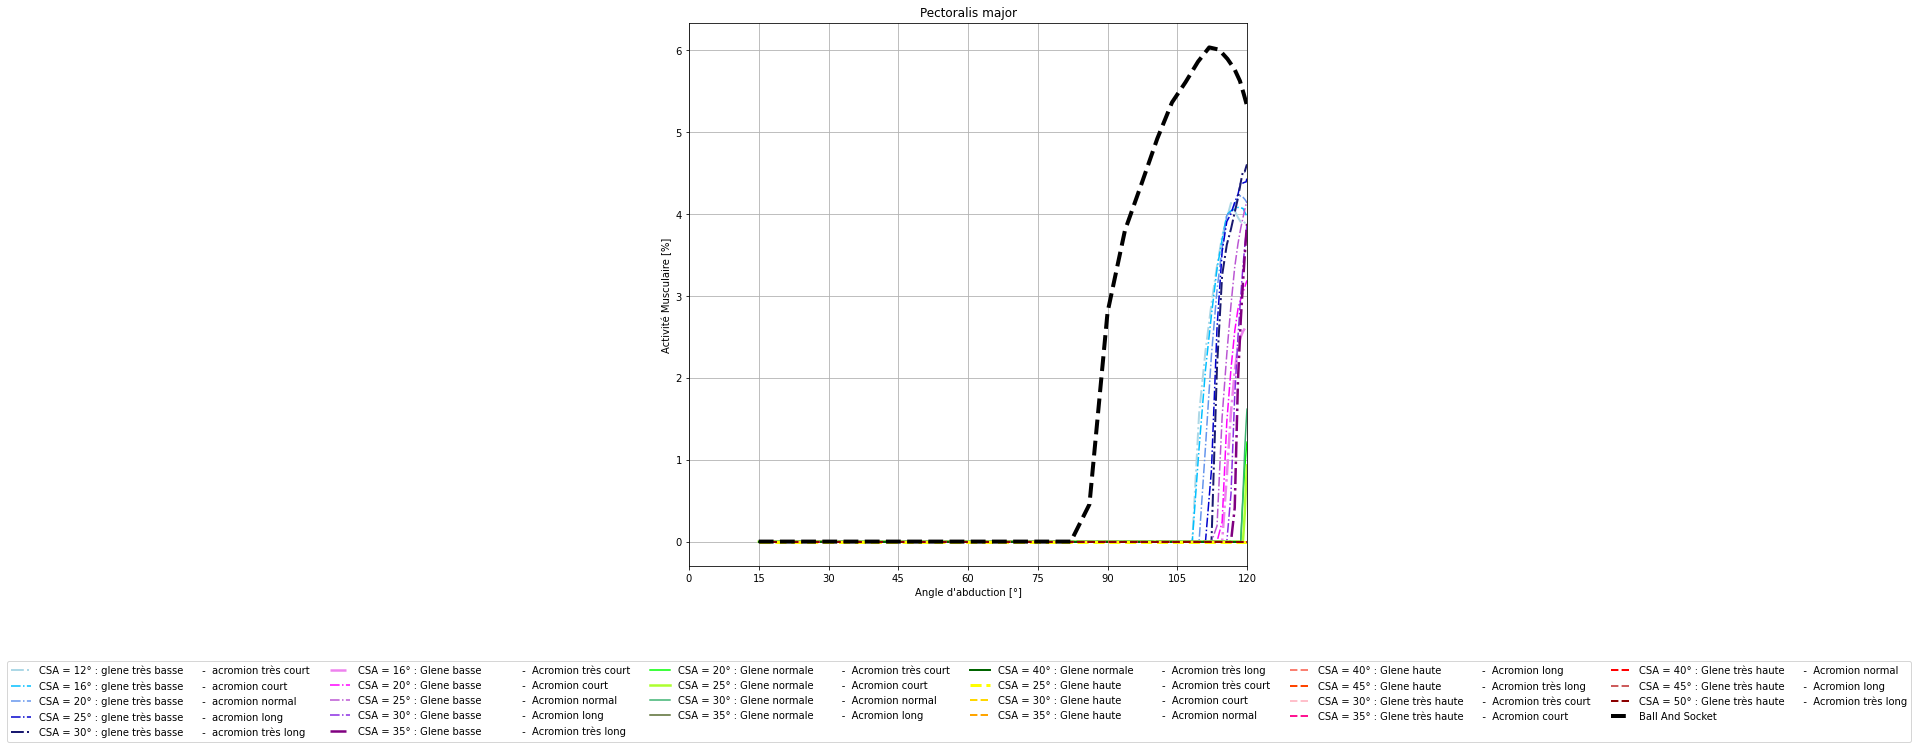 Pectoralis major
6
5
4
3
2
1
0
Activité Musculaire [%]
0 15 30 45 60 75 90 105 120
Angle d'abduction [°]
CSA = 12° : glene très basse - acromion très court
CSA = 16° : glene très basse - acromion court
CSA = 20° : glene très basse - acromion normal
CSA = 25° : glene très basse - acromion long
CSA = 30° : glene très basse - acromion très long
CSA = 16° : Glene basse - Acromion très court
CSA = 20° : Glene basse - Acromion court
CSA = 25° : Glene basse - Acromion normal
CSA = 30° : Glene basse - Acromion long
CSA = 35° : Glene basse - Acromion très long
CSA = 20° : Glene normale - Acromion très court
CSA = 25° : Glene normale - Acromion court
CSA = 30° : Glene normale - Acromion normal
CSA = 35° : Glene normale - Acromion long
CSA = 40° : Glene normale - Acromion très long
CSA = 25° : Glene haute - Acromion très court
CSA = 30° : Glene haute - Acromion court
CSA = 35° : Glene haute - Acromion normal
CSA = 40° : Glene haute - Acromion long
CSA = 45° : Glene haute - Acromion très long
CSA = 30° : Glene très haute - Acromion très court
CSA = 35° : Glene très haute - Acromion court
CSA = 40° : Glene très haute - Acromion normal
CSA = 45° : Glene très haute - Acromion long
CSA = 50° : Glene très haute - Acromion très long
Ball And Socket